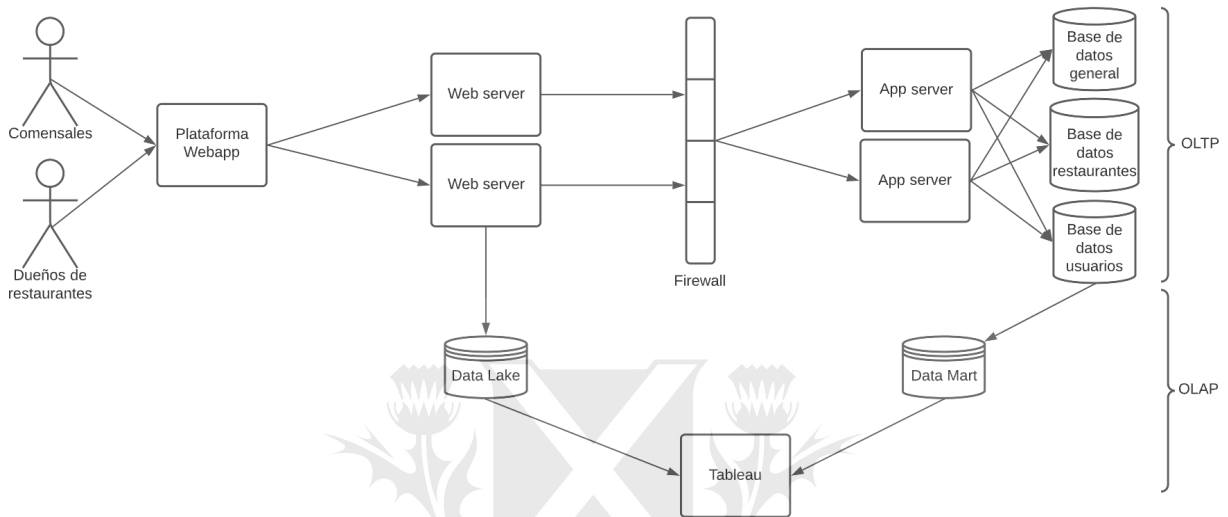 Comensales
Dueños de
restaurantes
Plataforma
Webapp
Web server
Web server
Firewall
App server
App server
Base de
datos
general
Base de
datos
restaurantes
Base de
datos
usuarios
OLTP
Data Lake
Data Mart
OLAP
Tableau